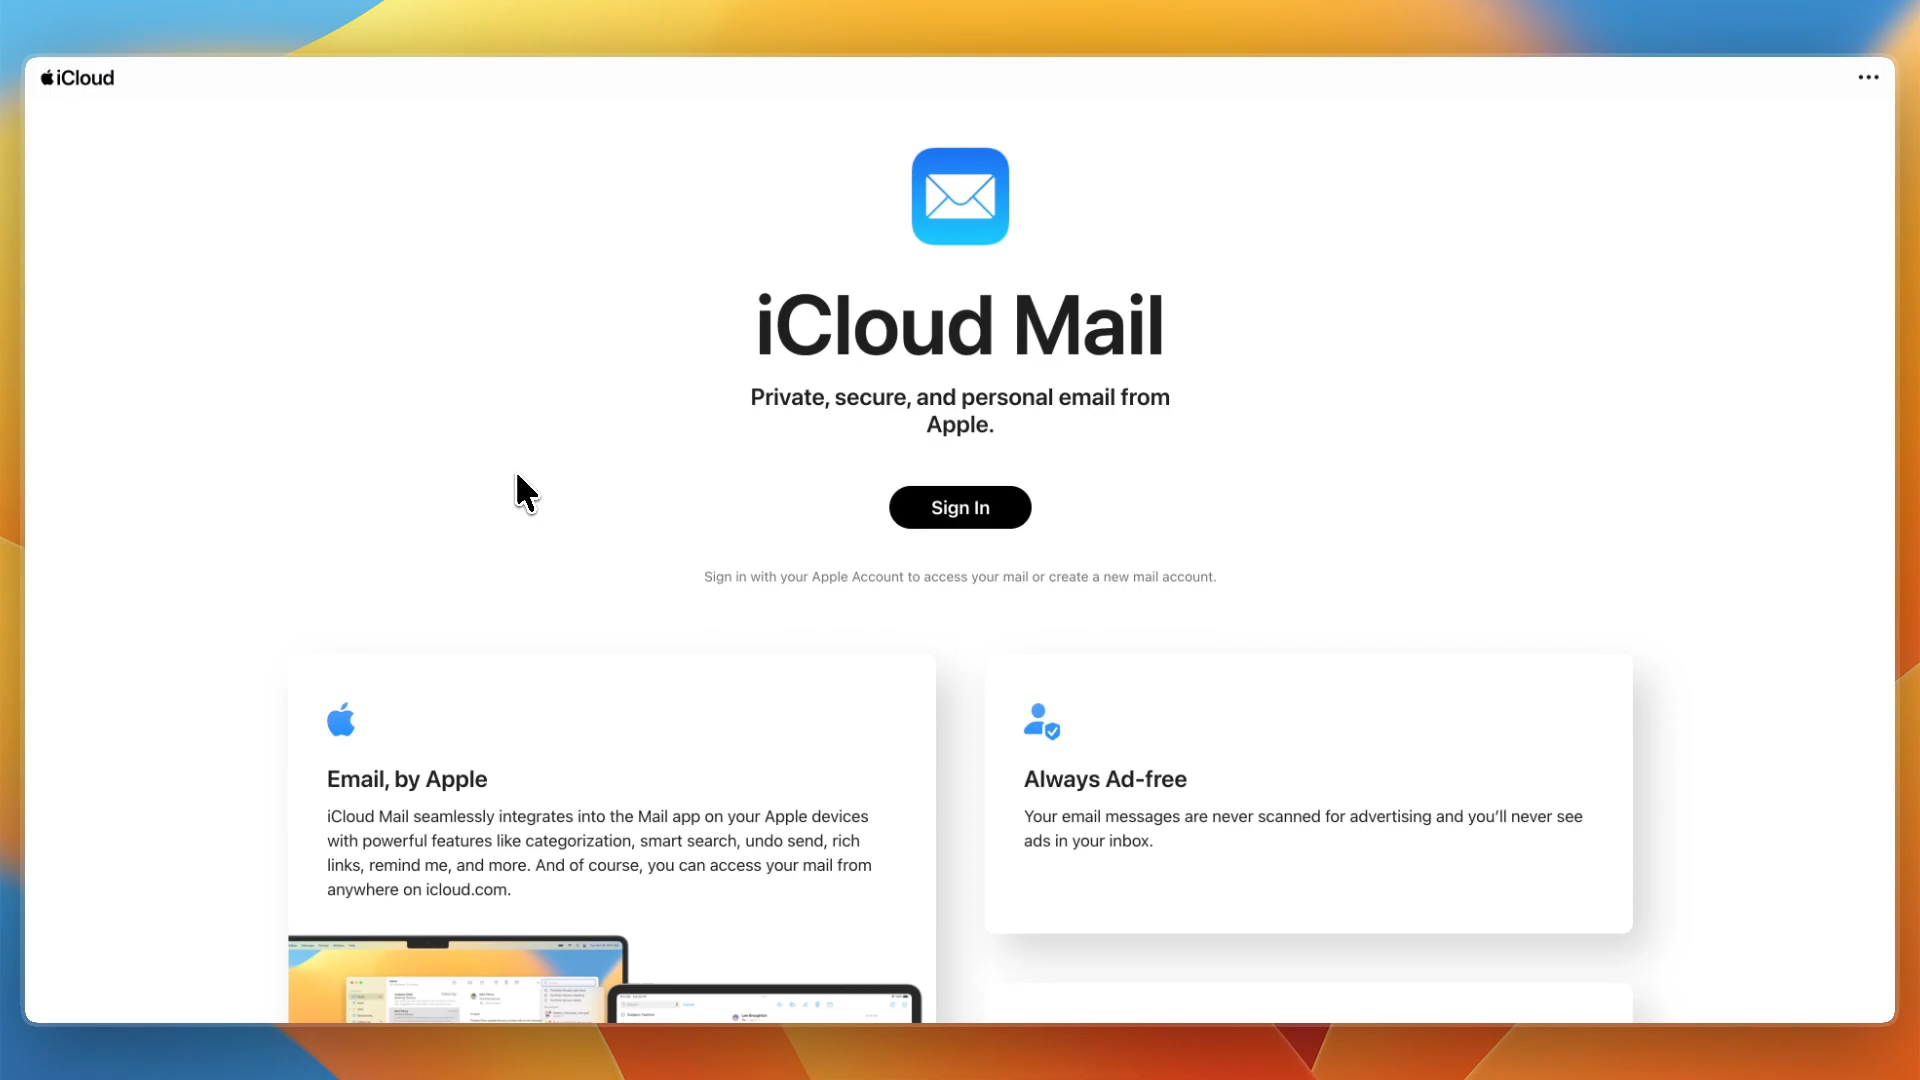 iCloud
iCloud Mail
Private, secure, and personal email from
Apple.
Sign In
Sign in with your Apple Account to access your mail or create a new mail account.
Email, by Apple
iCloud Mail seamlessly integrates into the Mail app on your Apple devices
with powerful features like categorization, smart search, undo send, rich
links, remind me, and more. And of course, you can access your mail from
anywhere on icloud.com.
Always Ad-free
Your email messages are never scanned for advertising and you’ll never see
ads in your inbox.